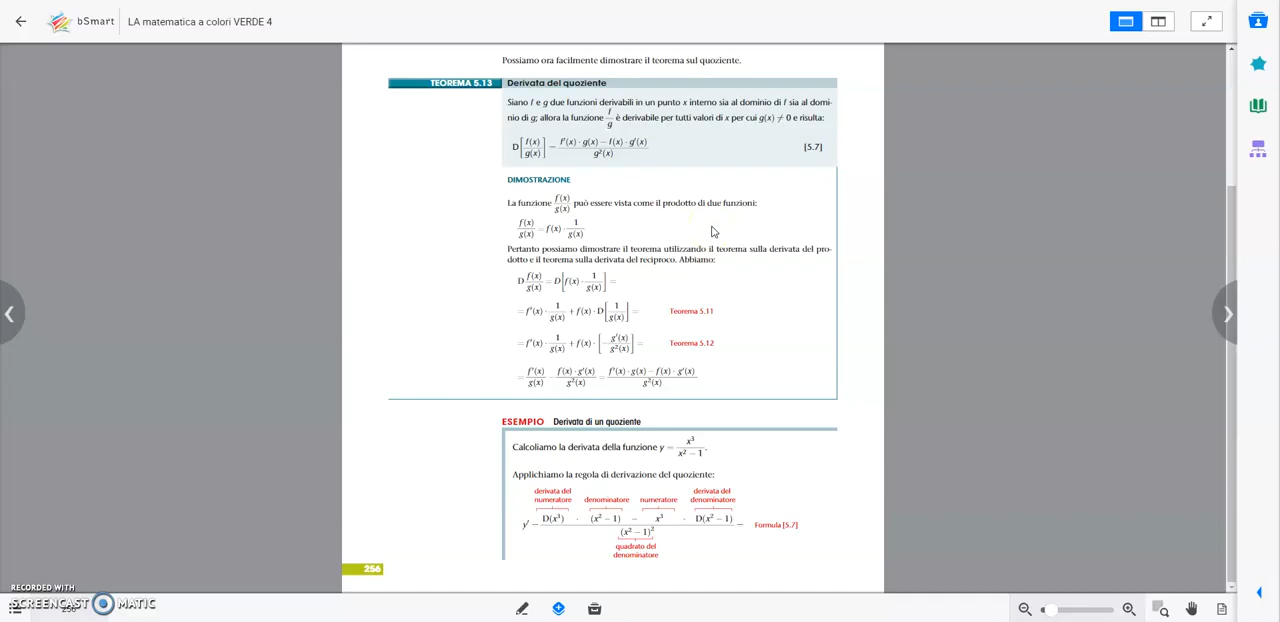 bSmart LA matematica a colori VERDE 4
Possiamo ora facilmente dimostrare il teorema sul quoziente.
TEOREMA 5.13 Derivata del quoziente
Siano f e g due funzioni derivabili in un punto x interno sia al dominio di f sia al domi-
nio di g; allora la funzione f/g è derivabile per tutti valori di x per cui g(x) ≠ 0 e risulta:
D[f(x)/g(x)] = (f'(x) · g(x) − f(x) · g'(x))/g²(x) [5.7]
DIMOSTRAZIONE
La funzione f(x)/g(x) può essere vista come il prodotto di due funzioni:
f(x)/g(x) = f(x) · 1/g(x)
Pertanto possiamo dimostrare il teorema utilizzando il teorema sulla derivata del pro-
dotto e il teorema sulla derivata del reciproco. Abbiamo:
D f(x)/g(x) = D[f(x) · 1/g(x)] =
= f'(x) · 1/g(x) + f(x) · D[1/g(x)] = Teorema 5.11
= f'(x) · 1/g(x) + f(x) · [− g'(x)/g²(x)] = Teorema 5.12
= f'(x)/g(x) − f(x) · g'(x)/g²(x) = (f'(x) · g(x) − f(x) · g'(x))/g²(x)
ESEMPIO Derivata di un quoziente
Calcoliamo la derivata della funzione y = x³/(x² − 1).
Applichiamo la regola di derivazione del quoziente:
derivata del numeratore denominatore numeratore derivata del denominatore
y' = (D(x³) · (x² − 1) − x³ · D(x² − 1))/(x² − 1)² = Formula [5.7]
quadrato del
denominatore
256
RECORDED WITH
SCREENCAST MATIC
256